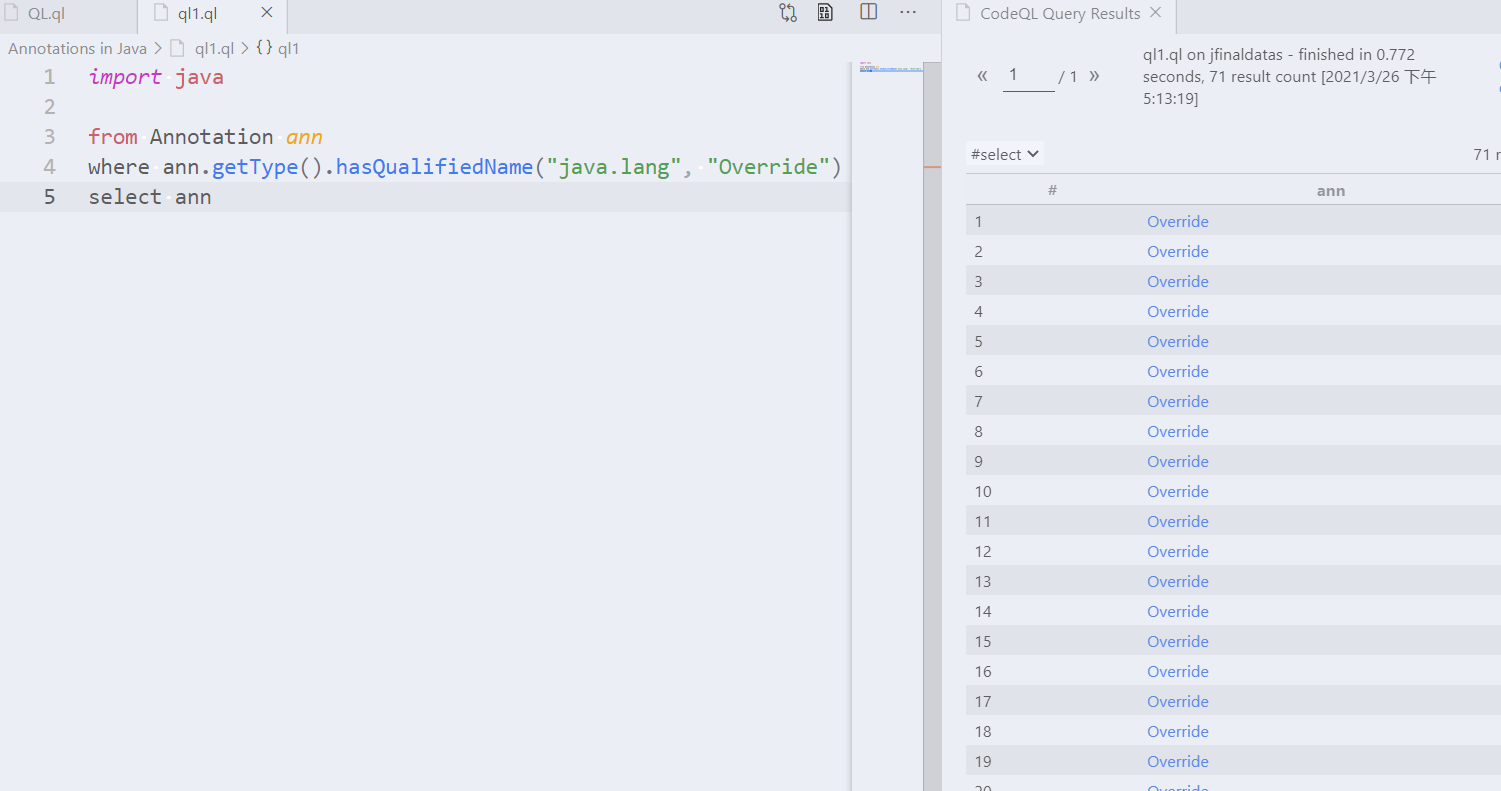 QL.ql
ql1.ql
Annotations in Java > ql1.ql > {} ql1
1 import java
2
3 from Annotation ann
4 where ann.getType().hasQualifiedName("java.lang", "Override")
5 select ann
CodeQL Query Results
« 1 / 1 »
ql1.ql on jfinaldatas - finished in 0.772
seconds, 71 result count [2021/3/26 下午
5:13:19]
#select
71 r
# ann
1 Override
2 Override
3 Override
4 Override
5 Override
6 Override
7 Override
8 Override
9 Override
10 Override
11 Override
12 Override
13 Override
14 Override
15 Override
16 Override
17 Override
18 Override
19 Override
20 Override